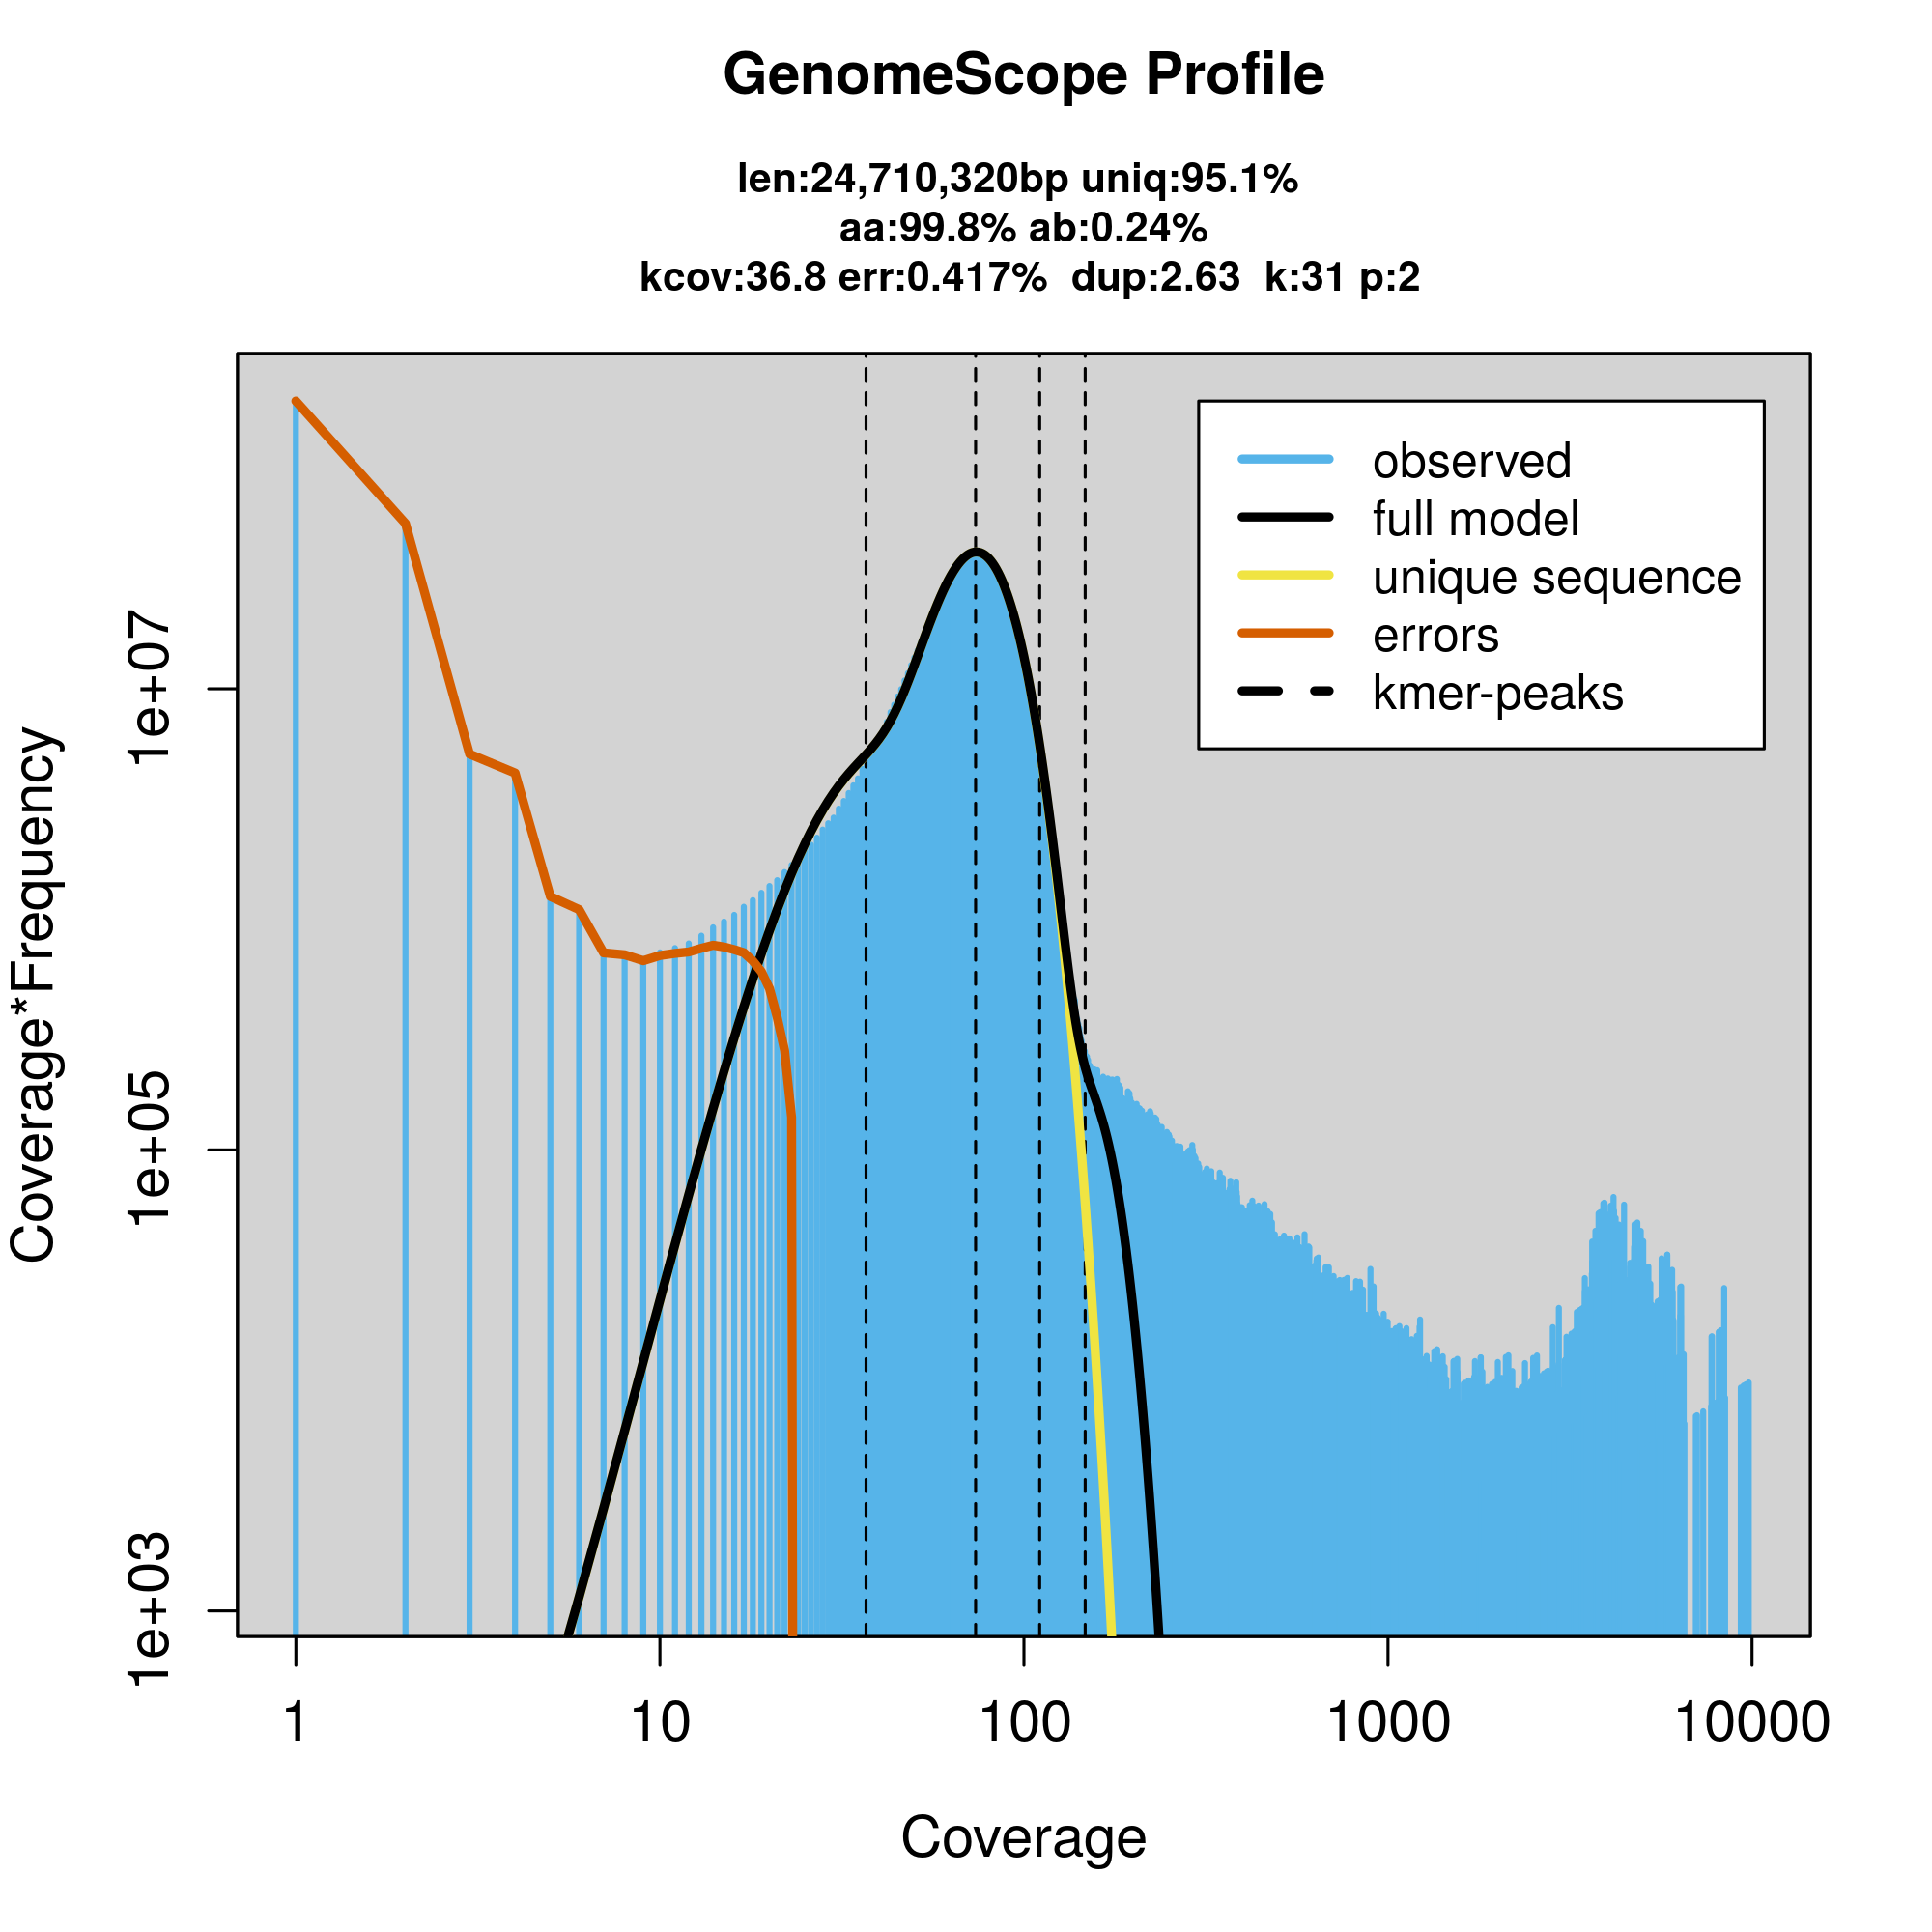 GenomeScope Profile
len:24,710,320bp uniq:95.1%
aa:99.8% ab:0.24%
kcov:36.8 err:0.417% dup:2.63 k:31 p:2
observed
full model
unique sequence
errors
kmer-peaks
Coverage*Frequency
1e+07
1e+05
1e+03
1 10 100 1000 10000
Coverage